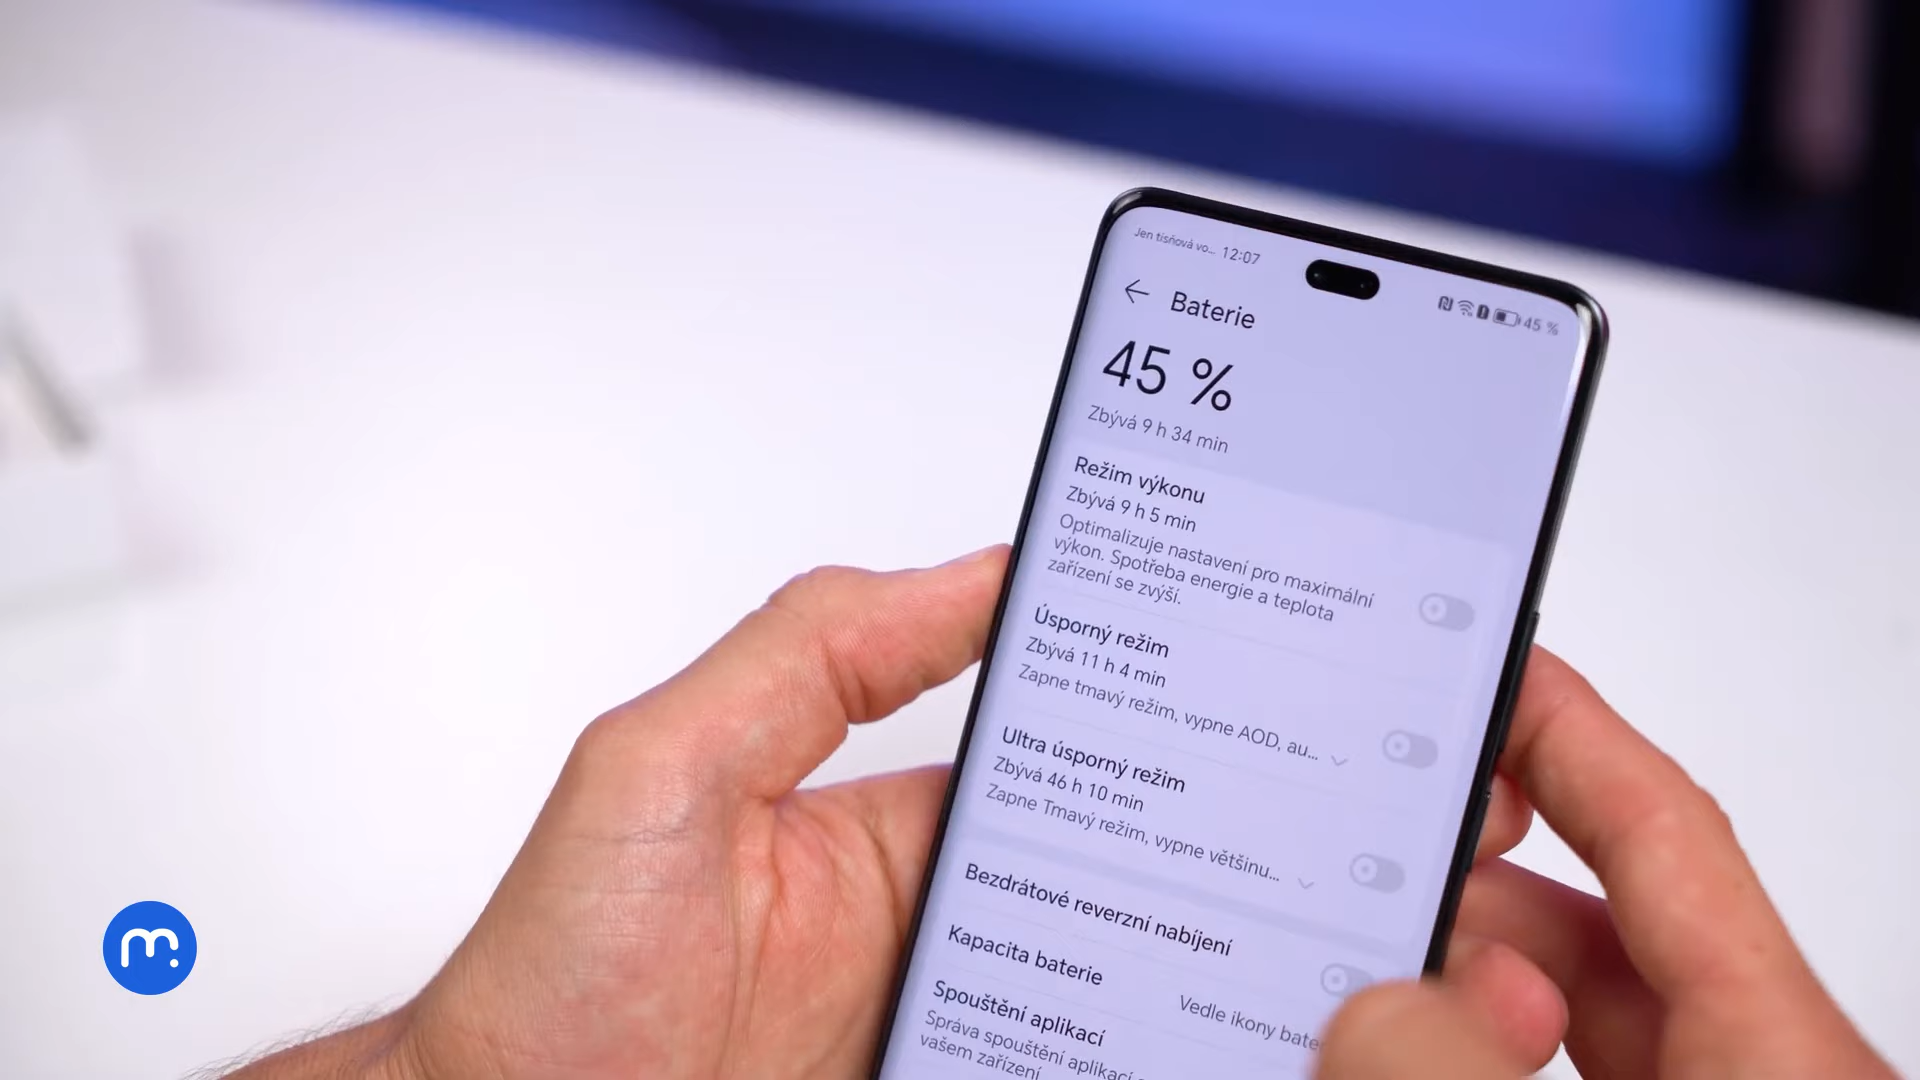 Jen tísňová vo... 12:07
45 %
Baterie
45 %
Zbývá 9 h 34 min
Režim výkonu
Zbývá 9 h 5 min
Optimalizuje nastavení pro maximální
výkon. Spotřeba energie a teplota
zařízení se zvýší.
Úsporný režim
Zbývá 11 h 4 min
Zapne tmavý režim, vypne AOD, au...
Ultra úsporný režim
Zbývá 46 h 10 min
Zapne Tmavý režim, vypne většinu...
Bezdrátové reverzní nabíjení
Kapacita baterie
Vedle ikony bate
Spouštění aplikací
Správa spouštění aplikací
vašem zařízení
m.